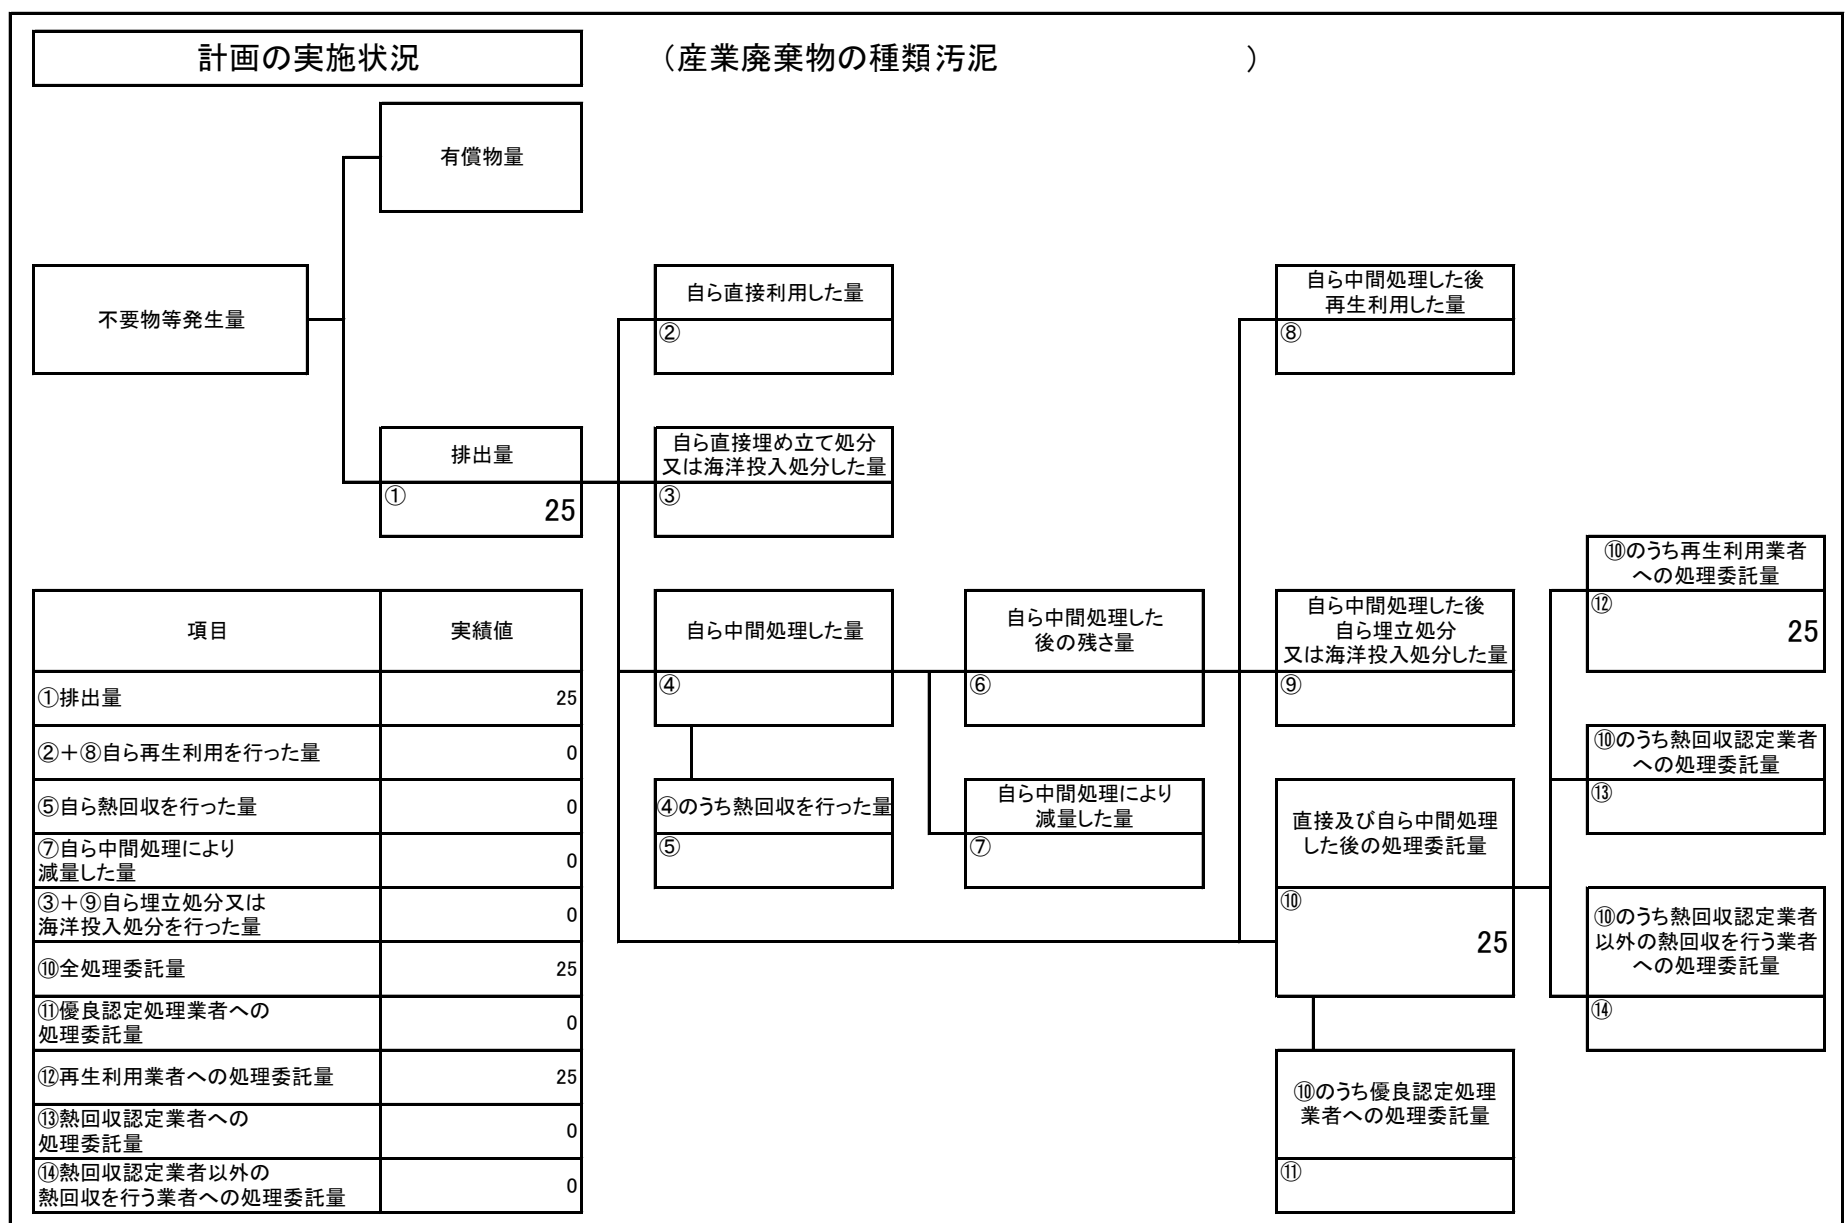 計画の実施状況
（産業廃棄物の種類汚泥　　　　　　　　）
有償物量
不要物等発生量
排出量
①
25
自ら直接利用した量
②
自ら直接埋め立て処分
又は海洋投入処分した量
③
自ら中間処理した量
④
④のうち熱回収を行った量
⑤
自ら中間処理した
後の残さ量
⑥
自ら中間処理により
減量した量
⑦
自ら中間処理した後
再生利用した量
⑧
自ら中間処理した後
自ら埋立処分
又は海洋投入処分した量
⑨
直接及び自ら中間処理
した後の処理委託量
⑩
25
⑩のうち優良認定処理
業者への処理委託量
⑪
⑩のうち再生利用業者
への処理委託量
⑫
25
⑩のうち熱回収認定業者
への処理委託量
⑬
⑩のうち熱回収認定業者
以外の熱回収を行う業者
への処理委託量
⑭
項目 実績値
①排出量 25
②＋⑧自ら再生利用を行った量 0
⑤自ら熱回収を行った量 0
⑦自ら中間処理により
減量した量 0
③＋⑨自ら埋立処分又は
海洋投入処分を行った量 0
⑩全処理委託量 25
⑪優良認定処理業者への
処理委託量 0
⑫再生利用業者への処理委託量 25
⑬熱回収認定業者への
処理委託量 0
⑭熱回収認定業者以外の
熱回収を行う業者への処理委託量 0